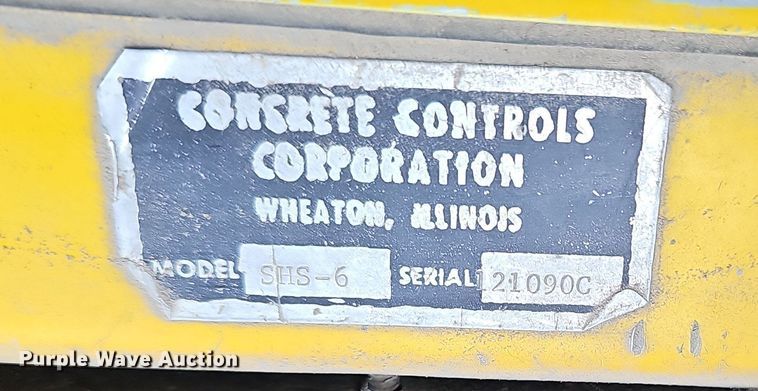 CONCRETE CONTROLS
CORPORATION
WHEATON, ILLINOIS
MODEL SHS-6 SERIAL 121090C
Purple Wave Auction